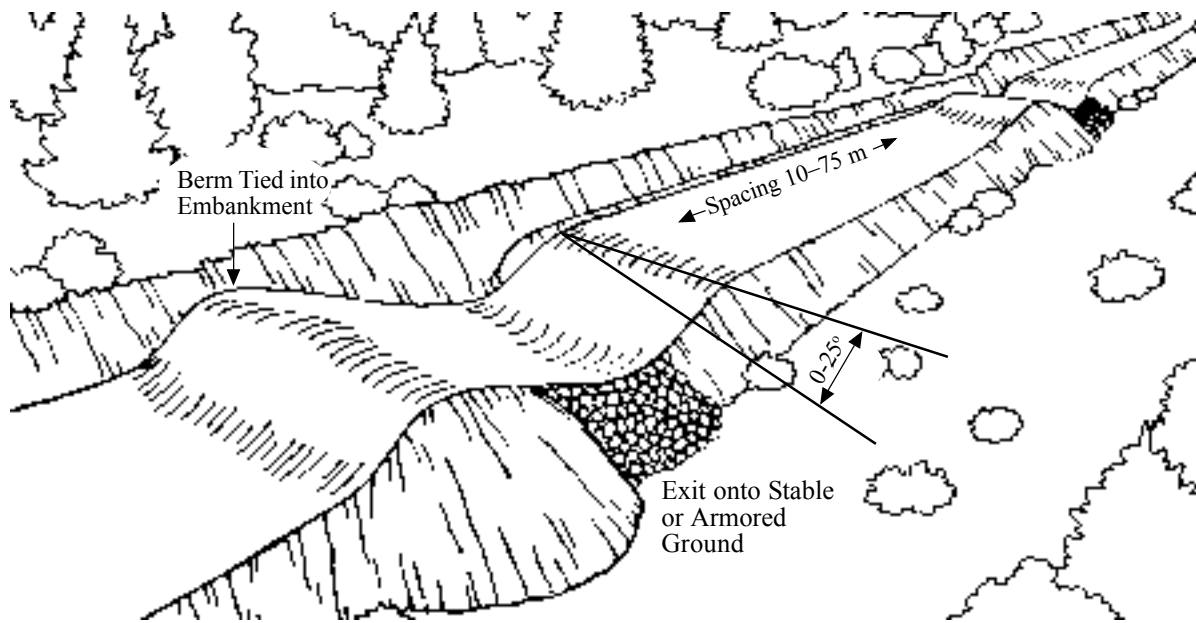 Berm Tied into
Embankment
Spacing 10–75 m
0-25°
Exit onto Stable
or Armored
Ground